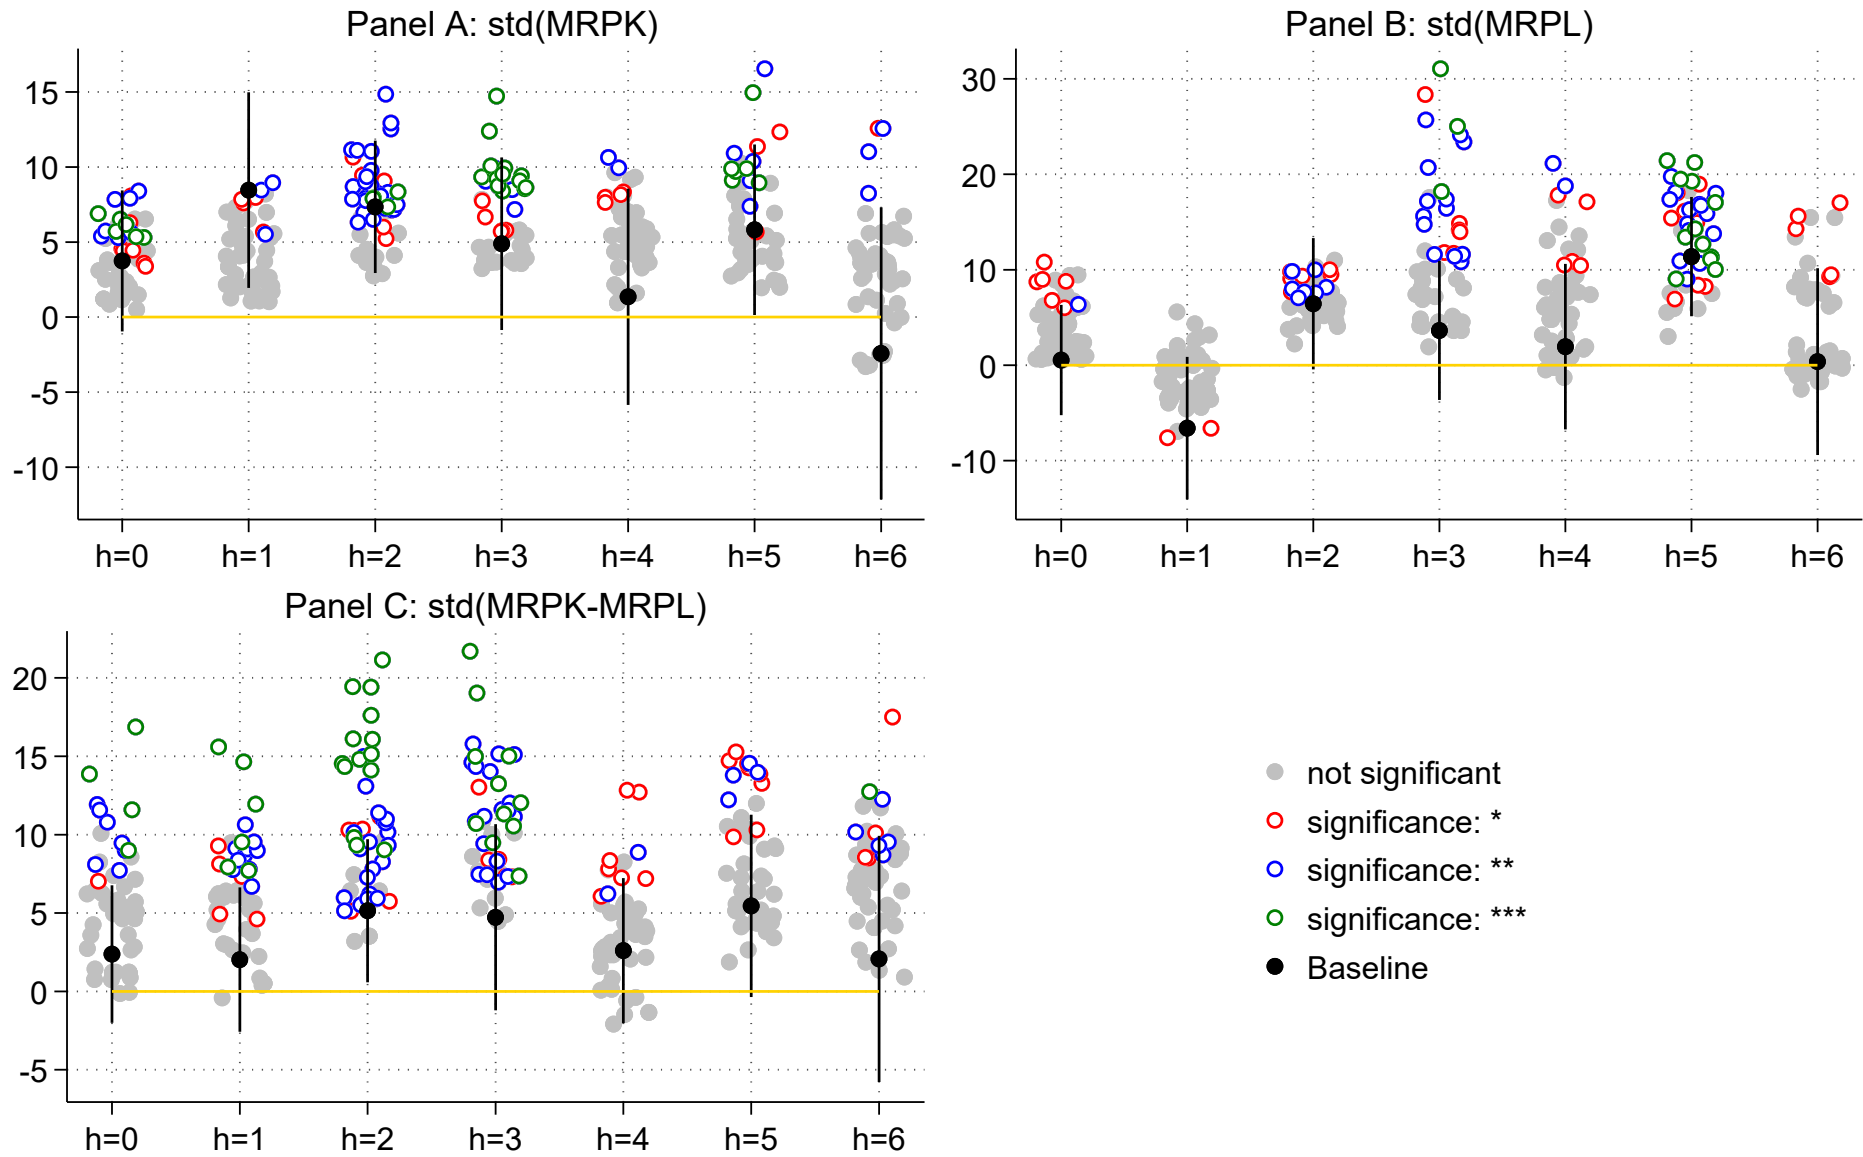 Panel A: std(MRPK)
15
10
5
0
-5
-10
h=0 h=1 h=2 h=3 h=4 h=5 h=6
Panel B: std(MRPL)
30
20
10
0
-10
h=0 h=1 h=2 h=3 h=4 h=5 h=6
Panel C: std(MRPK-MRPL)
20
15
10
5
0
-5
h=0 h=1 h=2 h=3 h=4 h=5 h=6
not significant
significance: *
significance: **
significance: ***
Baseline